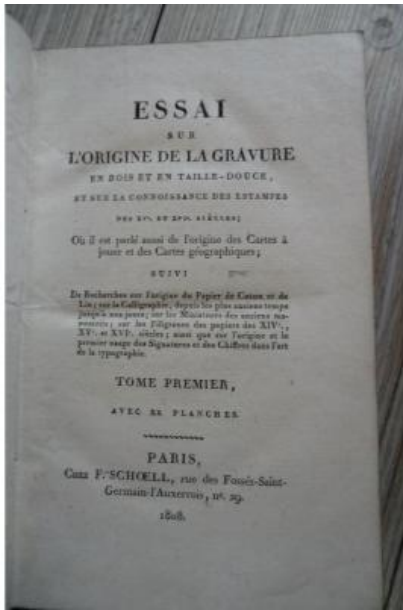 ESSAI
SUR
L'ORIGINE DE LA GRAVURE
EN BOIS ET EN TAILLE-DOUCE,
ET SUR LA CONNOISSANCE DES ESTAMPES
DES XVe. ET XVIe. SIÈCLES;
Où il est parlé aussi de l'origine des Cartes à
jouer et des Cartes géographiques;
SUIVI
De Recherches sur l'origine du Papier de Coton et de
Lin; sur la Calligraphie, depuis les plus anciens temps
jusqu'à nos jours; sur les Miniatures des anciens ma-
nuscrits; sur les Filigranes des papiers des XIVe.,
XVe. et XVIe. siècles; ainsi que sur l'origine et le
premier usage des Signatures et des Chiffres dans l'art
de la typographie.
TOME PREMIER,
AVEC 20 PLANCHES.
PARIS,
Chez F. SCHOELL, rue des Fossés-Saint-
Germain-l'Auxerrois, nº. 29.
1808.